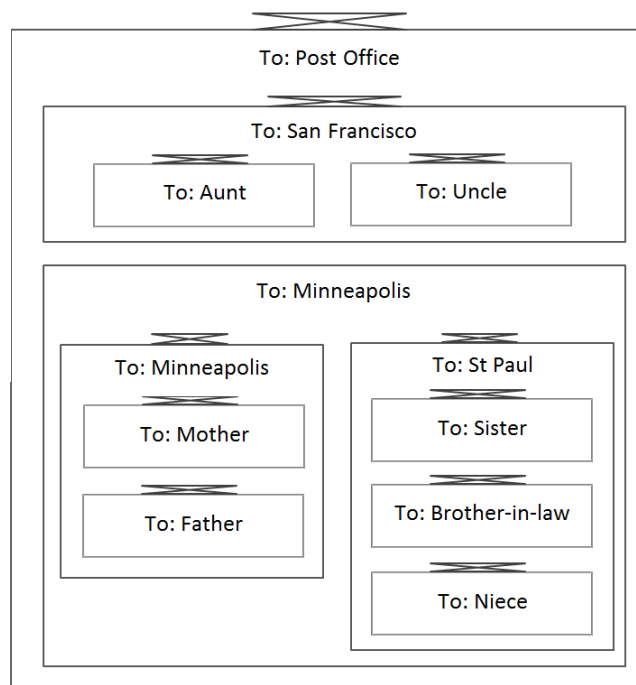 To: Post Office
To: San Francisco
To: Aunt
To: Uncle
To: Minneapolis
To: Minneapolis
To: Mother
To: Father
To: St Paul
To: Sister
To: Brother-in-law
To: Niece